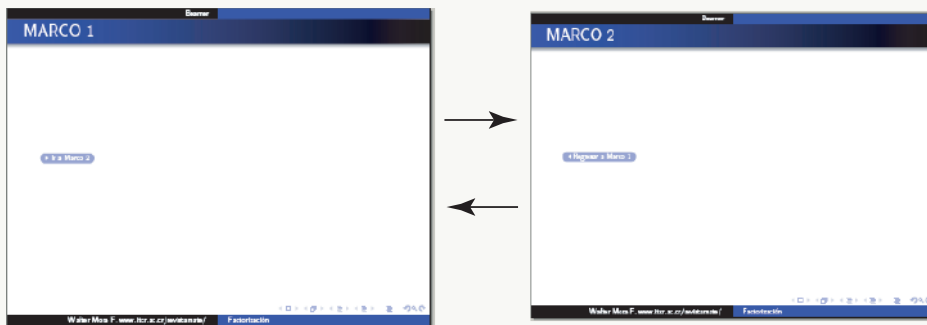 Beamer
MARCO 1
Ir a Marco 2
Walter Mora F. www.itcr.ac.cr/revistamate/ Factorización
Beamer
MARCO 2
Regresar a Marco 1
Walter Mora F. www.itcr.ac.cr/revistamate/ Factorización